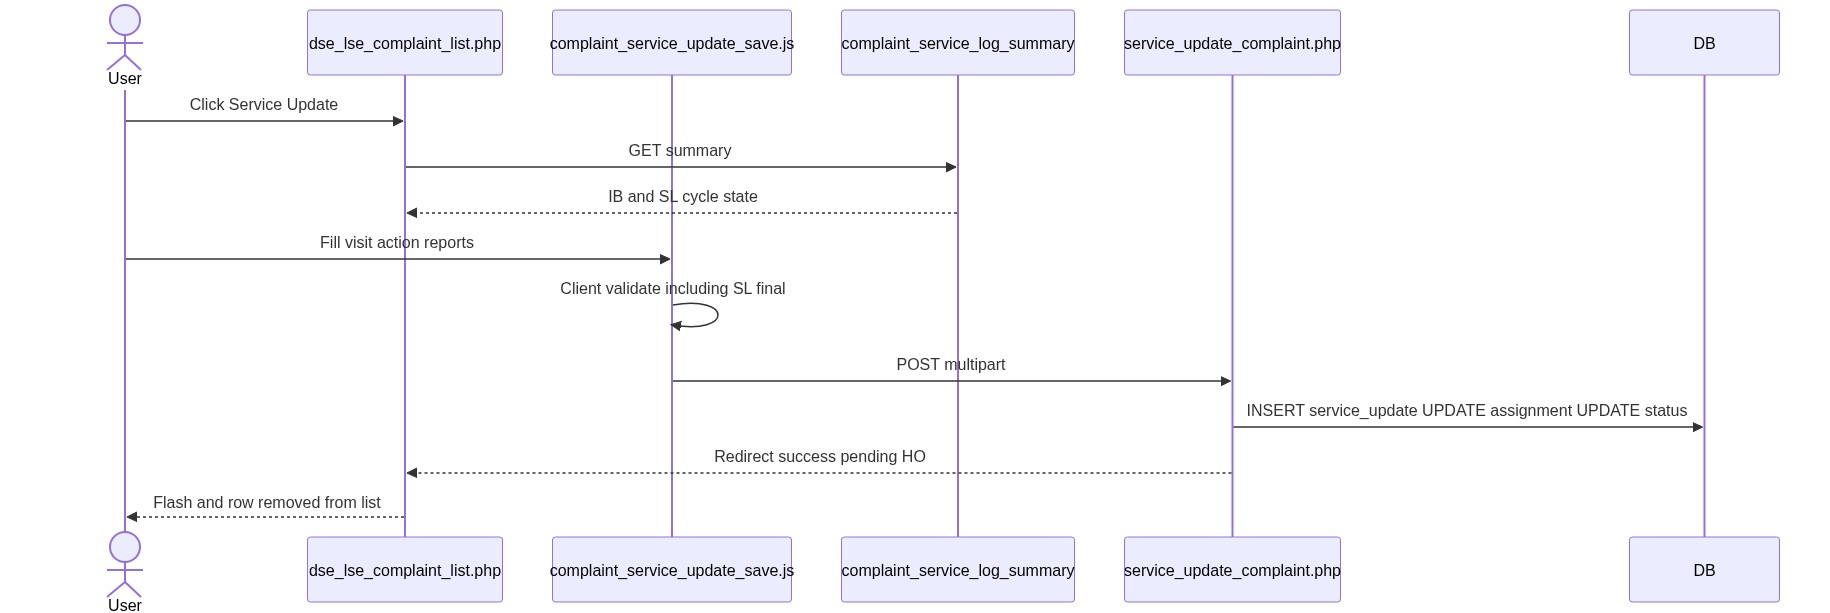 User
dse_lse_complaint_list.php
complaint_service_update_save.js
complaint_service_log_summary
service_update_complaint.php
DB
Click Service Update
GET summary
IB and SL cycle state
Fill visit action reports
Client validate including SL final
POST multipart
INSERT service_update UPDATE assignment UPDATE status
Redirect success pending HO
Flash and row removed from list
User
dse_lse_complaint_list.php
complaint_service_update_save.js
complaint_service_log_summary
service_update_complaint.php
DB